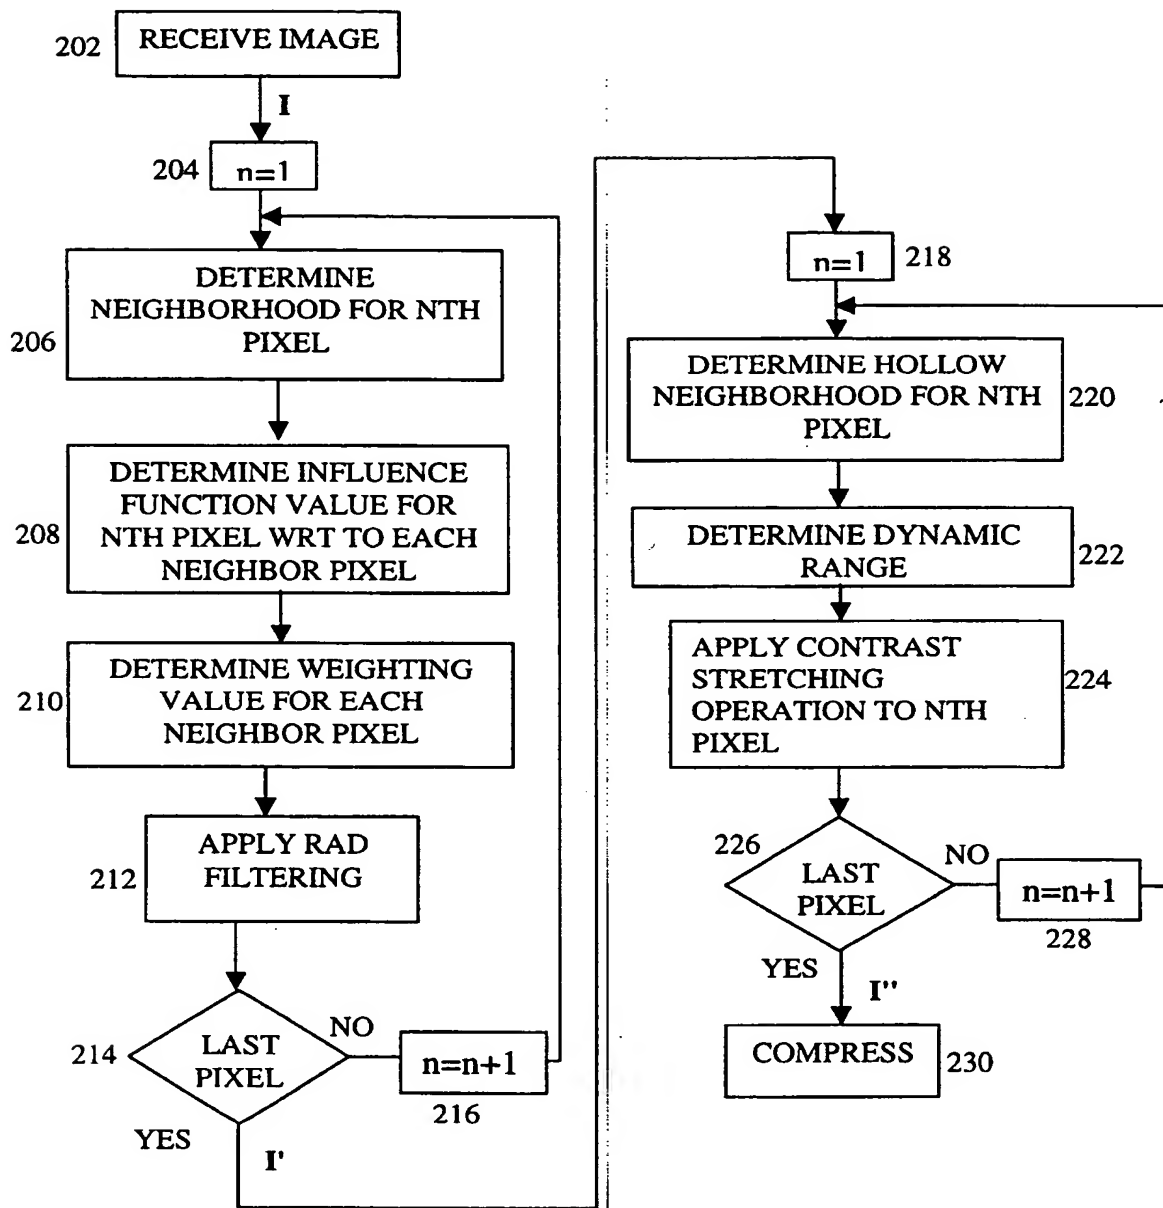 202
RECEIVE IMAGE
I
204
n=1
206
DETERMINE
NEIGHBORHOOD FOR NTH
PIXEL
208
DETERMINE INFLUENCE
FUNCTION VALUE FOR
NTH PIXEL WRT TO EACH
NEIGHBOR PIXEL
210
DETERMINE WEIGHTING
VALUE FOR EACH
NEIGHBOR PIXEL
212
APPLY RAD
FILTERING
214
LAST
PIXEL
NO
n=n+1
216
YES
I'
n=1
218
DETERMINE HOLLOW
NEIGHBORHOOD FOR NTH
PIXEL
220
DETERMINE DYNAMIC
RANGE
222
APPLY CONTRAST
STRETCHING
OPERATION TO NTH
PIXEL
224
226
LAST
PIXEL
NO
n=n+1
228
YES
I''
COMPRESS
230